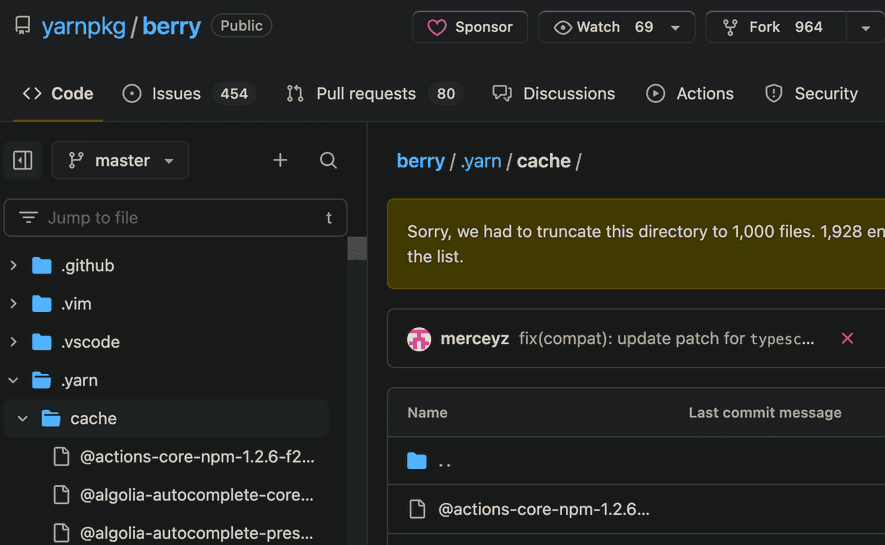 yarnpkg / berry Public
Sponsor
Watch 69
Fork 964
Code
Issues 454
Pull requests 80
Discussions
Actions
Security
master
Jump to file t
.github
.vim
.vscode
.yarn
cache
@actions-core-npm-1.2.6-f2...
@algolia-autocomplete-core...
@algolia-autocomplete-pres...
berry / .yarn / cache /
Sorry, we had to truncate this directory to 1,000 files. 1,928 en
the list.
merceyz fix(compat): update patch for typesc...
Name Last commit message
..
@actions-core-npm-1.2.6...